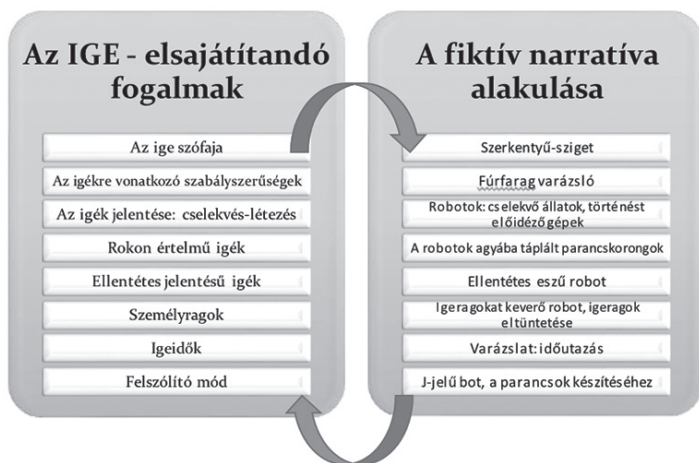 Az IGE - elsajátítandó
fogalmak
Az ige szófaja
Az igékre vonatkozó szabályszerűségek
Az igék jelentése: cselekvés-létezés
Rokon értelmű igék
Ellentétes jelentésű igék
Személyragok
Igeidők
Felszólító mód
A fiktív narratíva
alakulása
Szerkentyű-sziget
Fúrfarag varázsló
Robotok: cselekvő állatok, történést
előidéző gépek
A robotok agyába táplált parancskorongok
Ellentétes eszű robot
Igeragokat keverő robot, igeragok
eltüntetése
Varázslat: időutazás
J-jelű bot, a parancsok készítéséhez